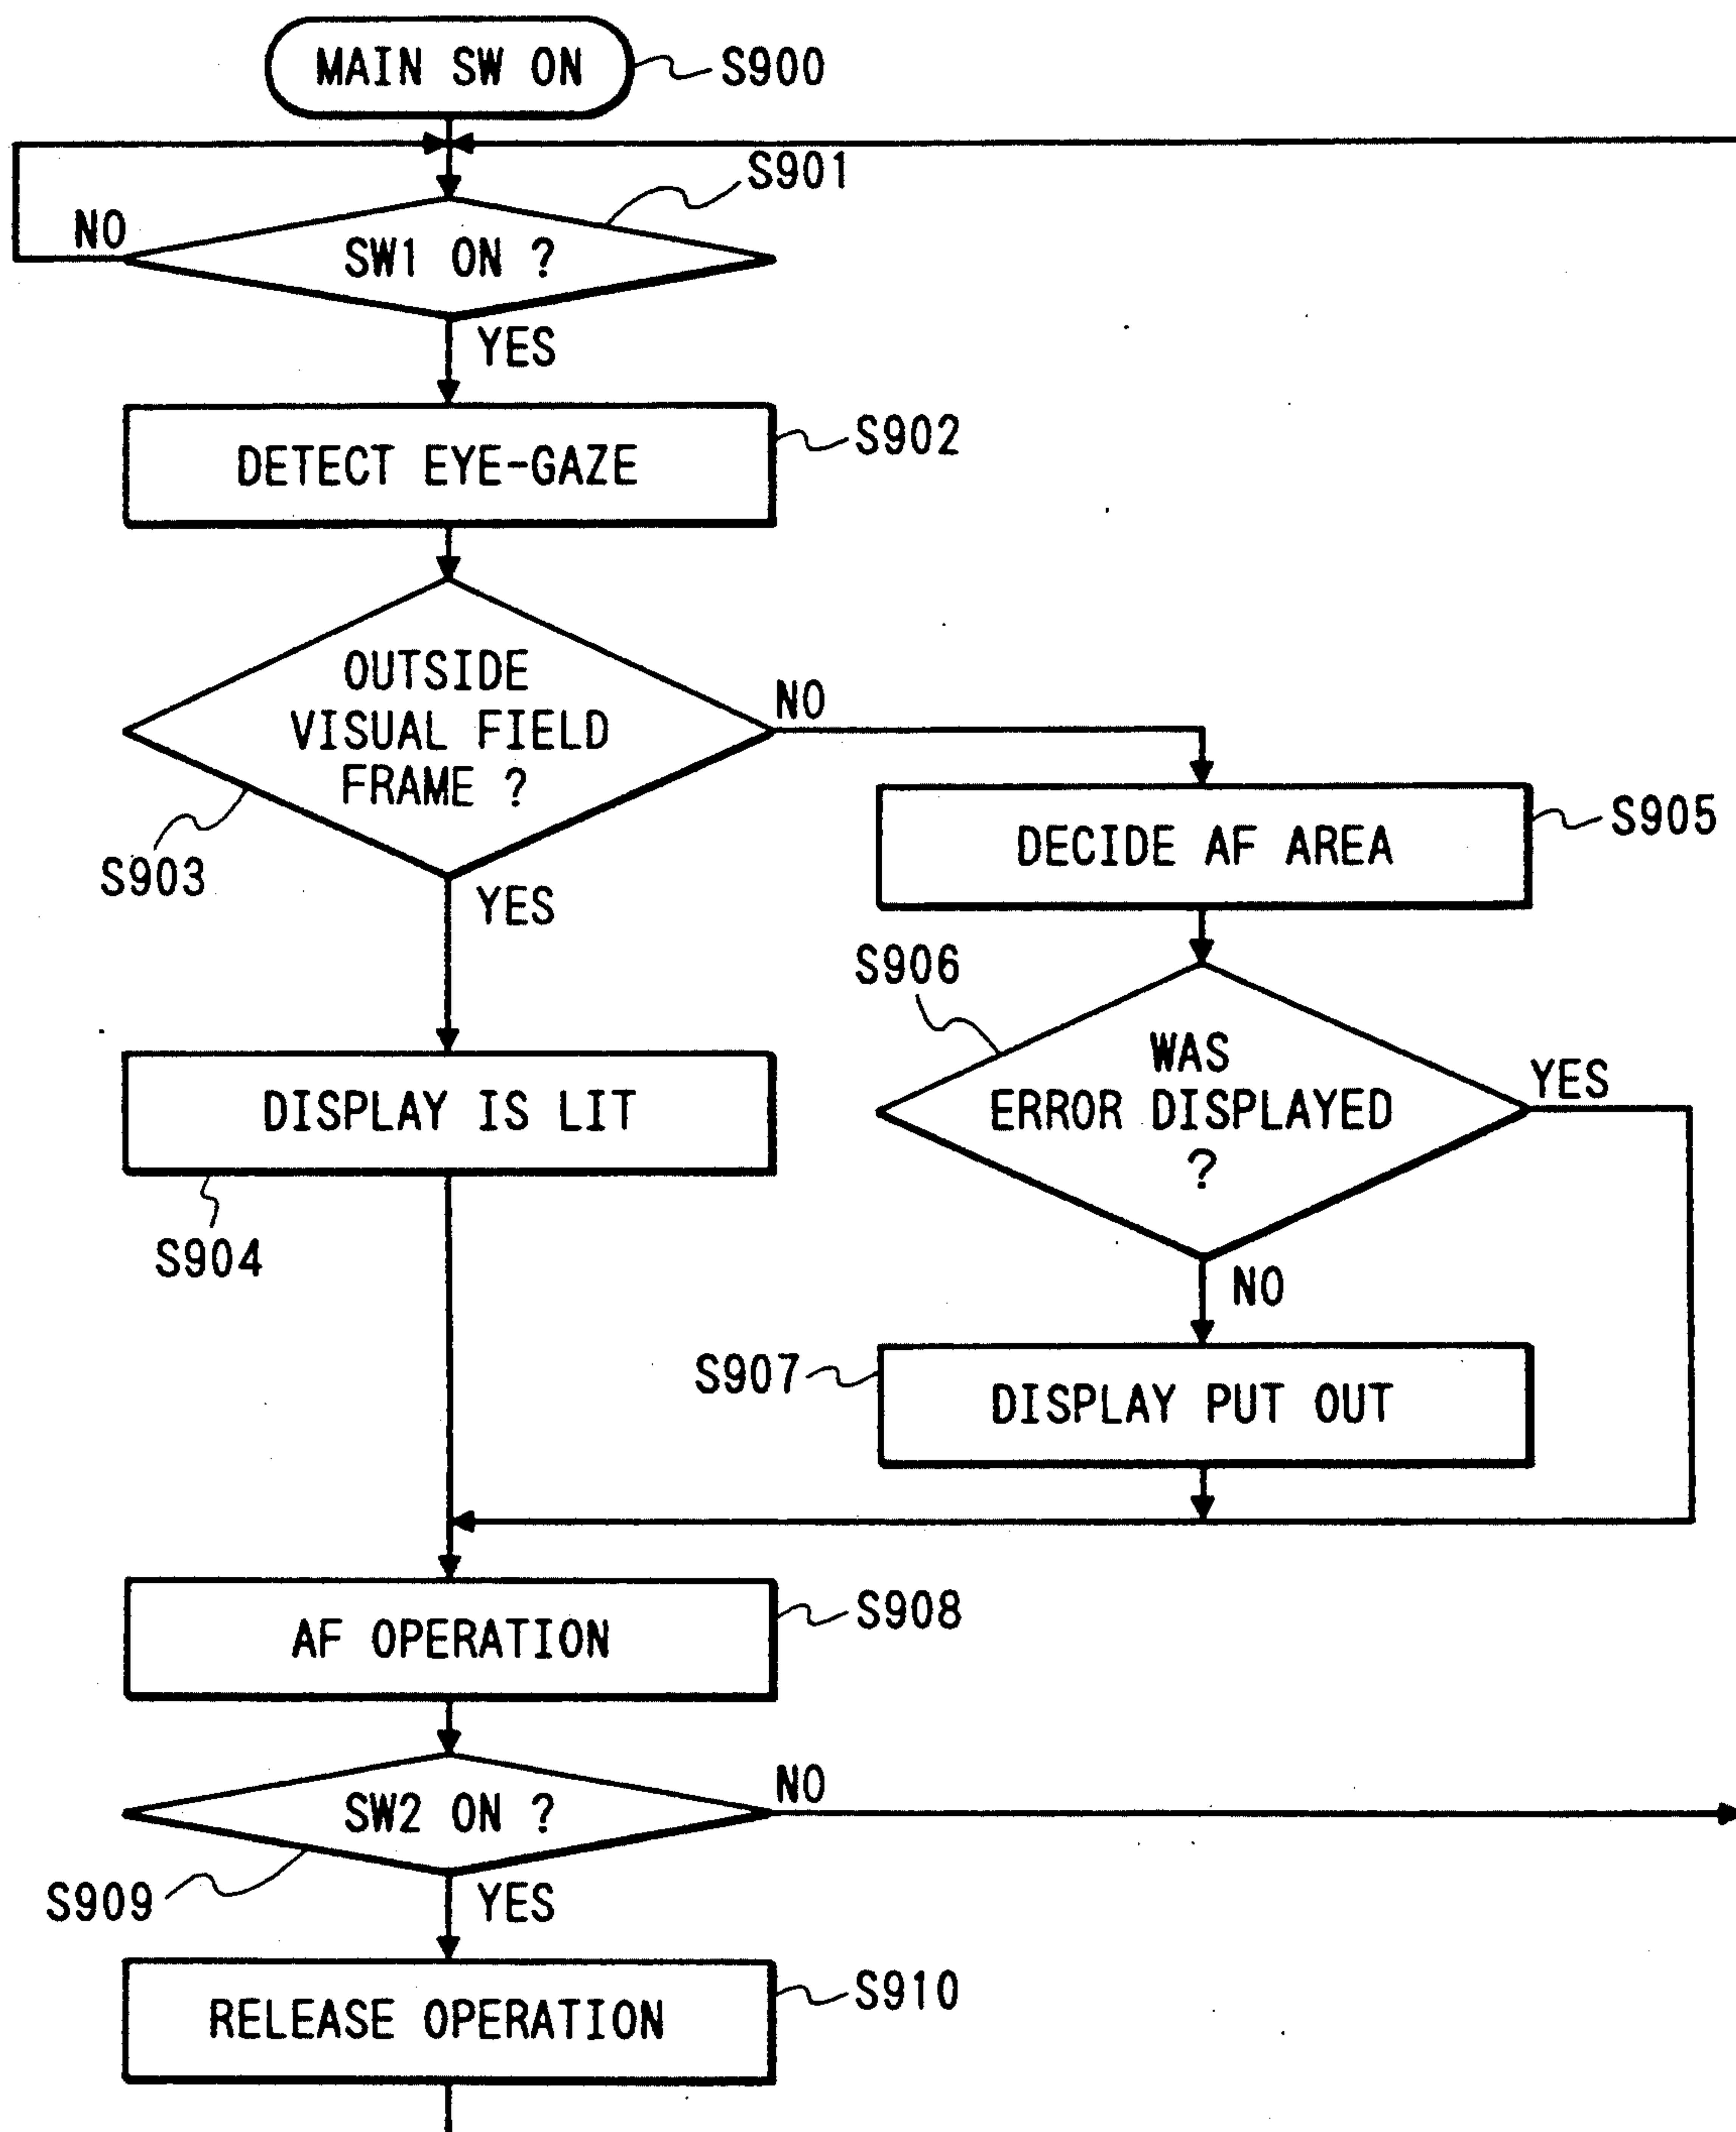 MAIN SW ON
S900
S901
NO
SW1 ON ?
YES
DETECT EYE-GAZE
S902
OUTSIDE
VISUAL FIELD
FRAME ?
NO
S903
YES
DECIDE AF AREA
S905
S906
WAS
ERROR DISPLAYED
?
YES
DISPLAY IS LIT
S904
NO
S907
DISPLAY PUT OUT
AF OPERATION
S908
SW2 ON ?
NO
S909
YES
RELEASE OPERATION
S910